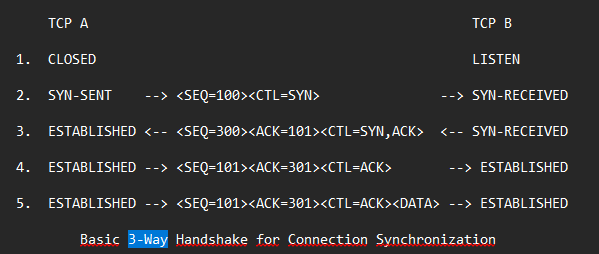 TCP A TCP B
1. CLOSED LISTEN
2. SYN-SENT --> <SEQ=100><CTL=SYN> --> SYN-RECEIVED
3. ESTABLISHED <-- <SEQ=300><ACK=101><CTL=SYN,ACK> <-- SYN-RECEIVED
4. ESTABLISHED --> <SEQ=101><ACK=301><CTL=ACK> --> ESTABLISHED
5. ESTABLISHED --> <SEQ=101><ACK=301><CTL=ACK><DATA> --> ESTABLISHED
Basic 3-Way Handshake for Connection Synchronization